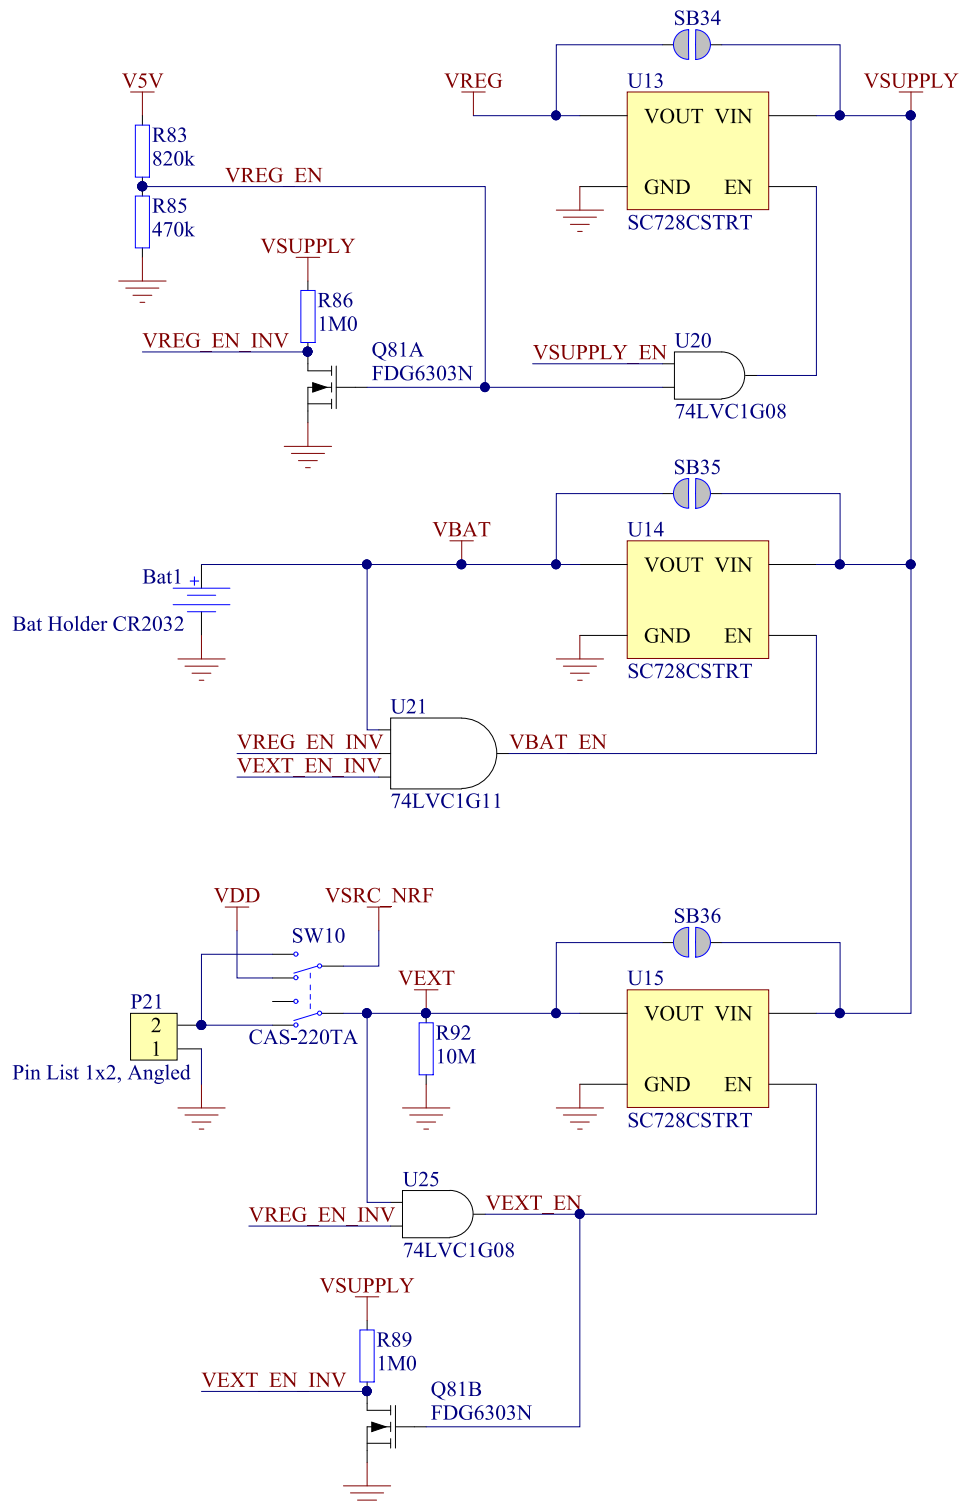 SB34
V5V
VREG
U13
VSUPPLY
VOUT VIN
R83
820k
VREG_EN
GND EN
R85
470k
SC728CSTRT
VSUPPLY
R86
1M0
VREG_EN_INV
Q81A
FDG6303N
U20
VSUPPLY_EN
74LVC1G08
SB35
VBAT
U14
VOUT VIN
Bat1
+
Bat Holder CR2032
GND EN
SC728CSTRT
U21
VREG_EN_INV
VBAT_EN
VEXT_EN_INV
74LVC1G11
VDD
VSRC_NRF
SB36
SW10
VEXT
U15
P21
2
1
VOUT VIN
CAS-220TA
R92
10M
Pin List 1x2, Angled
GND EN
SC728CSTRT
U25
VEXT_EN
VREG_EN_INV
74LVC1G08
VSUPPLY
R89
1M0
VEXT_EN_INV
Q81B
FDG6303N